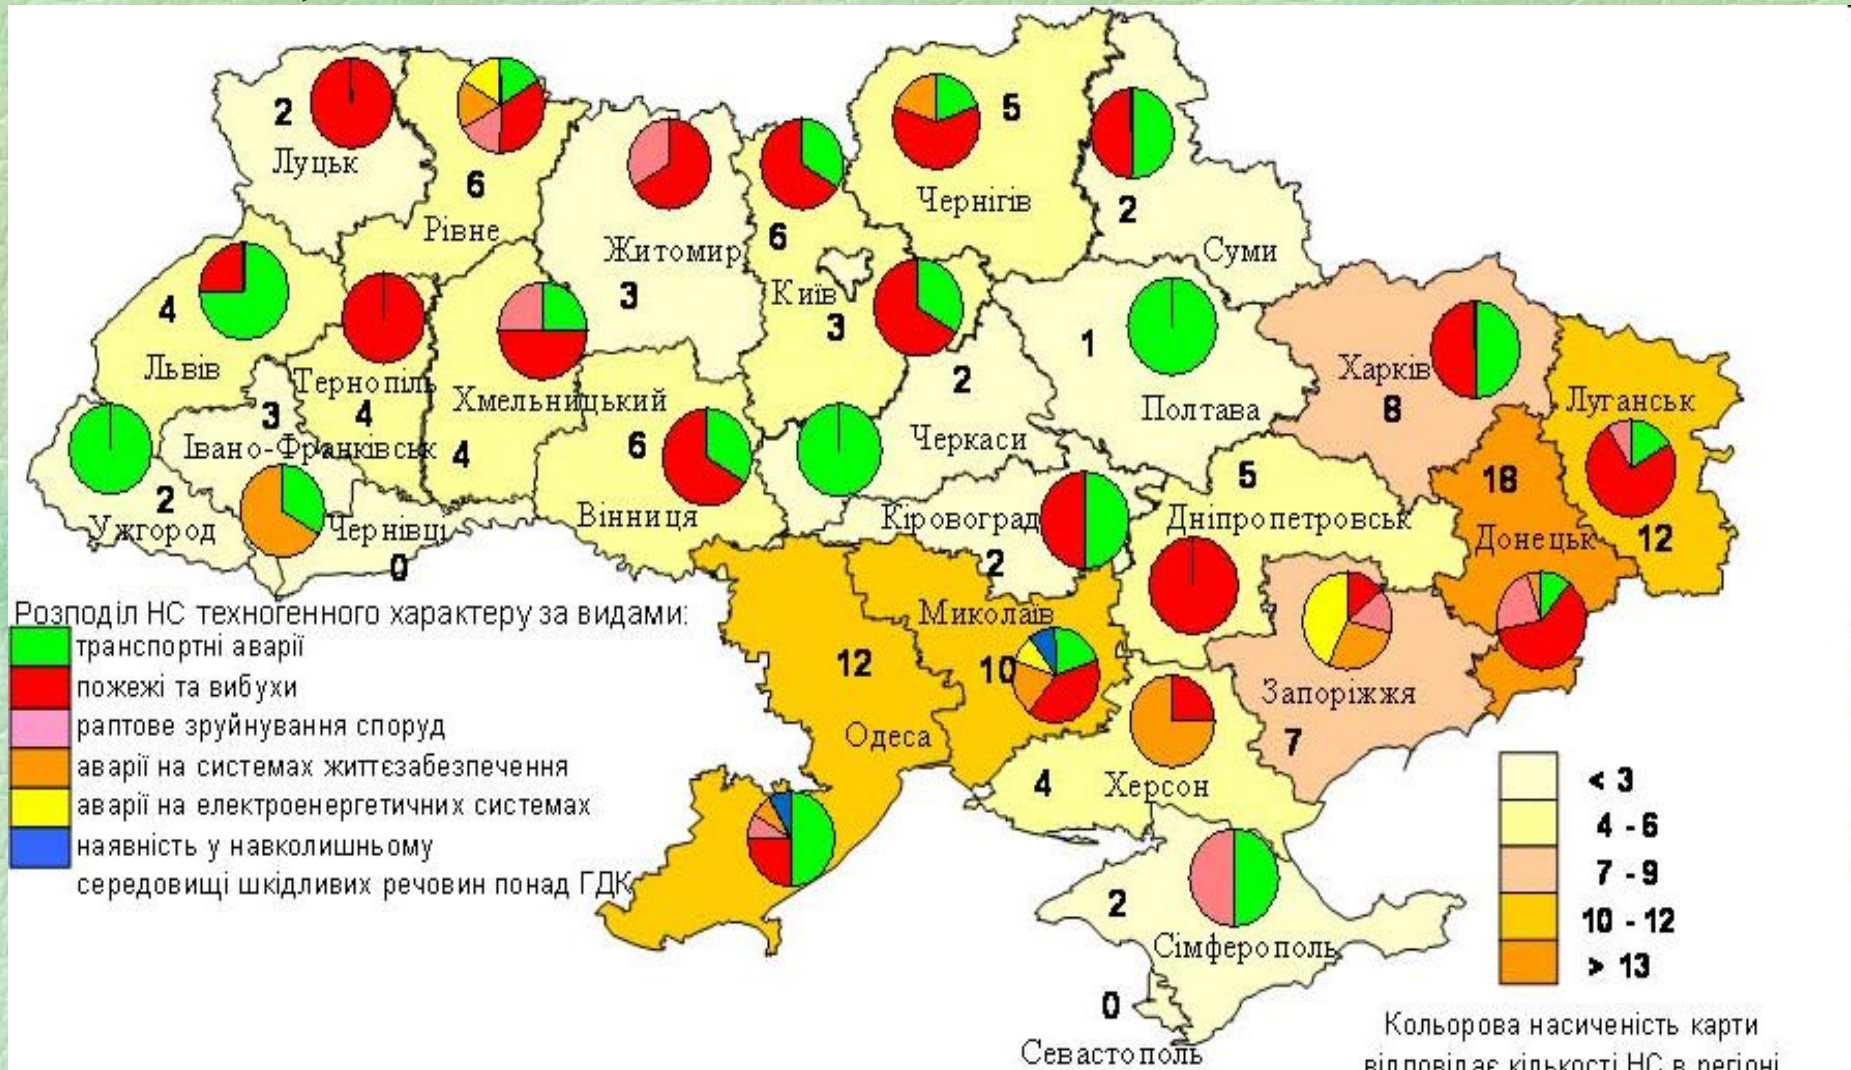 2
Луцьк
6
Рівне
Житомир
3
6
Київ
3
5
Чернігів
2
Суми
4
Львів
Тернопіль
4
Хмельницький
4
3
Івано-Франківськ
2
Ужгород
Чернівці
0
6
Вінниця
2
Черкаси
1
Полтава
Харків
8
Луганськ
12
18
Донецьк
5
Дніпропетровськ
Кіровоград
2
Миколаїв
10
12
Одеса
Запоріжжя
7
4
Херсон
2
Сімферополь
0
Севастополь
Розподіл НС техногенного характеру за видами:
транспортні аварії
пожежі та вибухи
раптове зруйнування споруд
аварії на системах життєзабезпечення
аварії на електроенергетичних системах
наявність у навколишньому
середовищі шкідливих речовин понад ГДК
< 3
4 - 6
7 - 9
10 - 12
> 13
Кольорова насиченість карти
відповідає кількості НС в регіоні